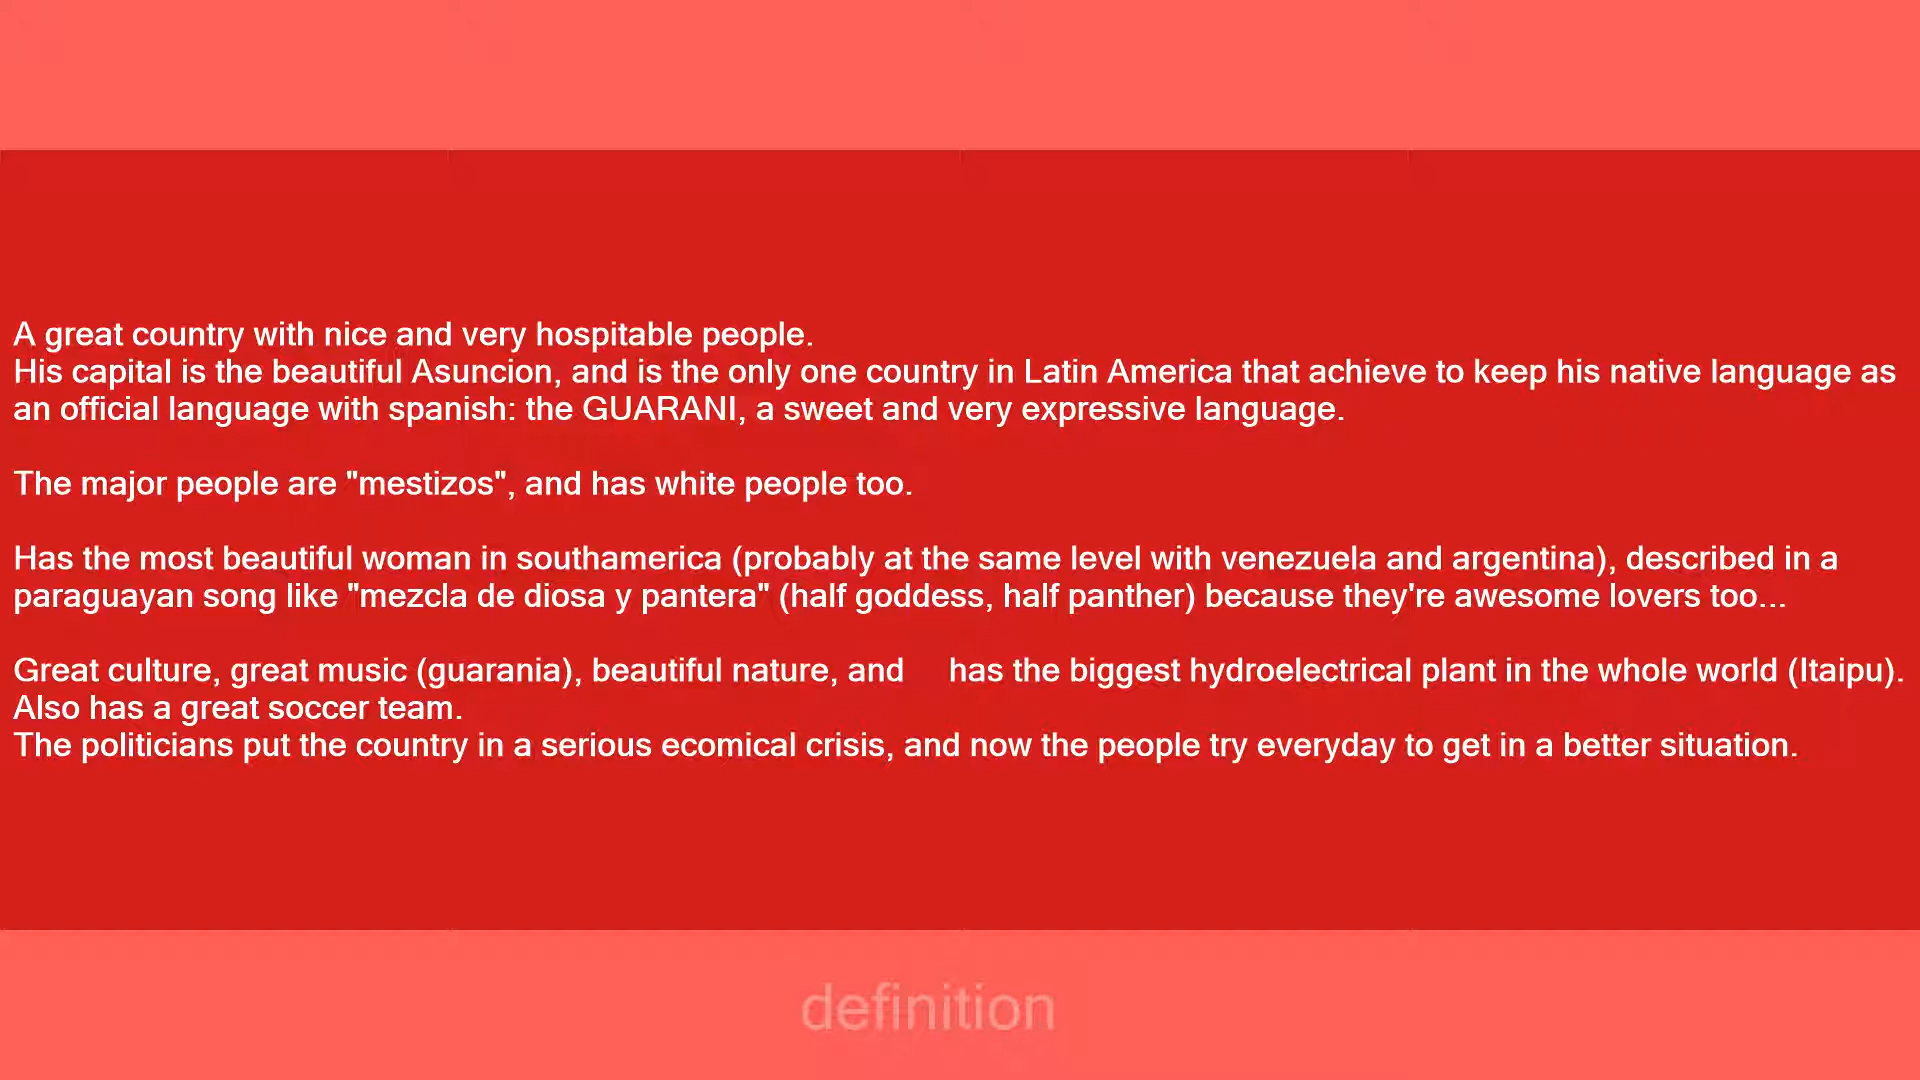 A great country with nice and very hospitable people.
His capital is the beautiful Asuncion, and is the only one country in Latin America that achieve to keep his native language as
an official language with spanish: the GUARANI, a sweet and very expressive language.
The major people are "mestizos", and has white people too.
Has the most beautiful woman in southamerica (probably at the same level with venezuela and argentina), described in a
paraguayan song like "mezcla de diosa y pantera" (half goddess, half panther) because they're awesome lovers too...
Great culture, great music (guarania), beautiful nature, and has the biggest hydroelectrical plant in the whole world (Itaipu).
Also has a great soccer team.
The politicians put the country in a serious ecomical crisis, and now the people try everyday to get in a better situation.
definition